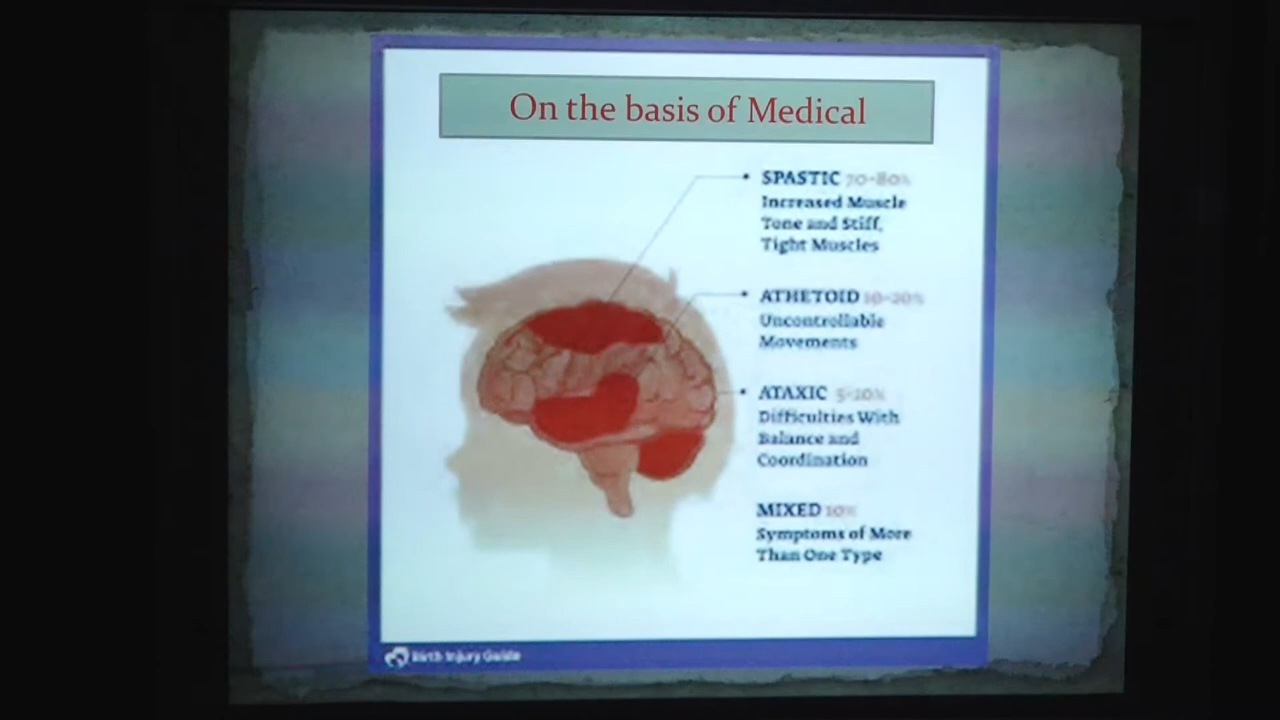 On the basis of Medical
SPASTIC 70-80%
Increased Muscle
Tone and Stiff,
Tight Muscles
ATHETOID 10-20%
Uncontrollable
Movements
ATAXIC 5-10%
Difficulties With
Balance and
Coordination
MIXED 10%
Symptoms of More
Than One Type
Birth Injury Guide